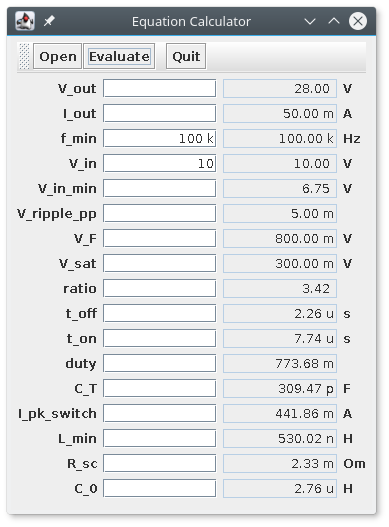 Equation Calculator
Open Evaluate Quit
V_out 28.00 V
I_out 50.00 m A
f_min 100 k 100.00 k Hz
V_in 10 10.00 V
V_in_min 6.75 V
V_ripple_pp 5.00 m V
V_F 800.00 m V
V_sat 300.00 m V
ratio 3.42
t_off 2.26 u s
t_on 7.74 u s
duty 773.68 m
C_T 309.47 p F
I_pk_switch 441.86 m A
L_min 530.02 n H
R_sc 2.33 m Om
C_0 2.76 u H